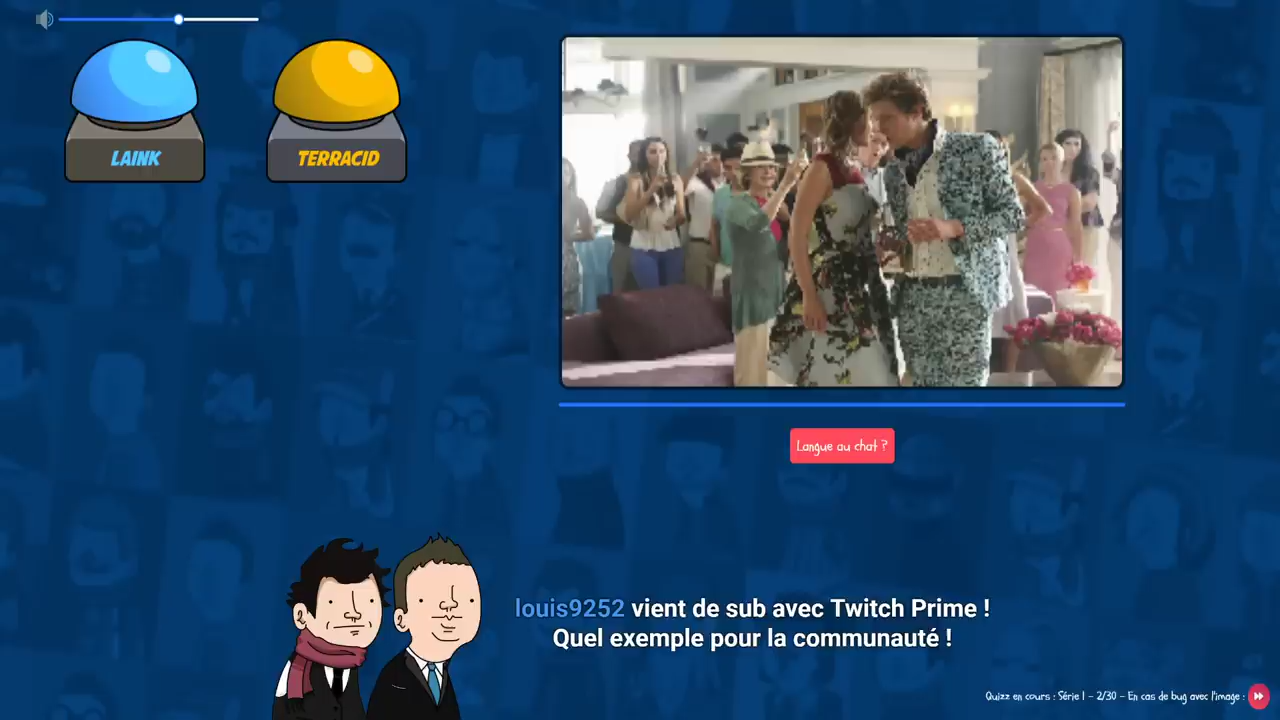 LAINK
TERRACID
Langue au chat ?
louis9252 vient de sub avec Twitch Prime !
Quel exemple pour la communauté !
Quizz en cours : Série 1 - 2/30 - En cas de bug avec l'image :